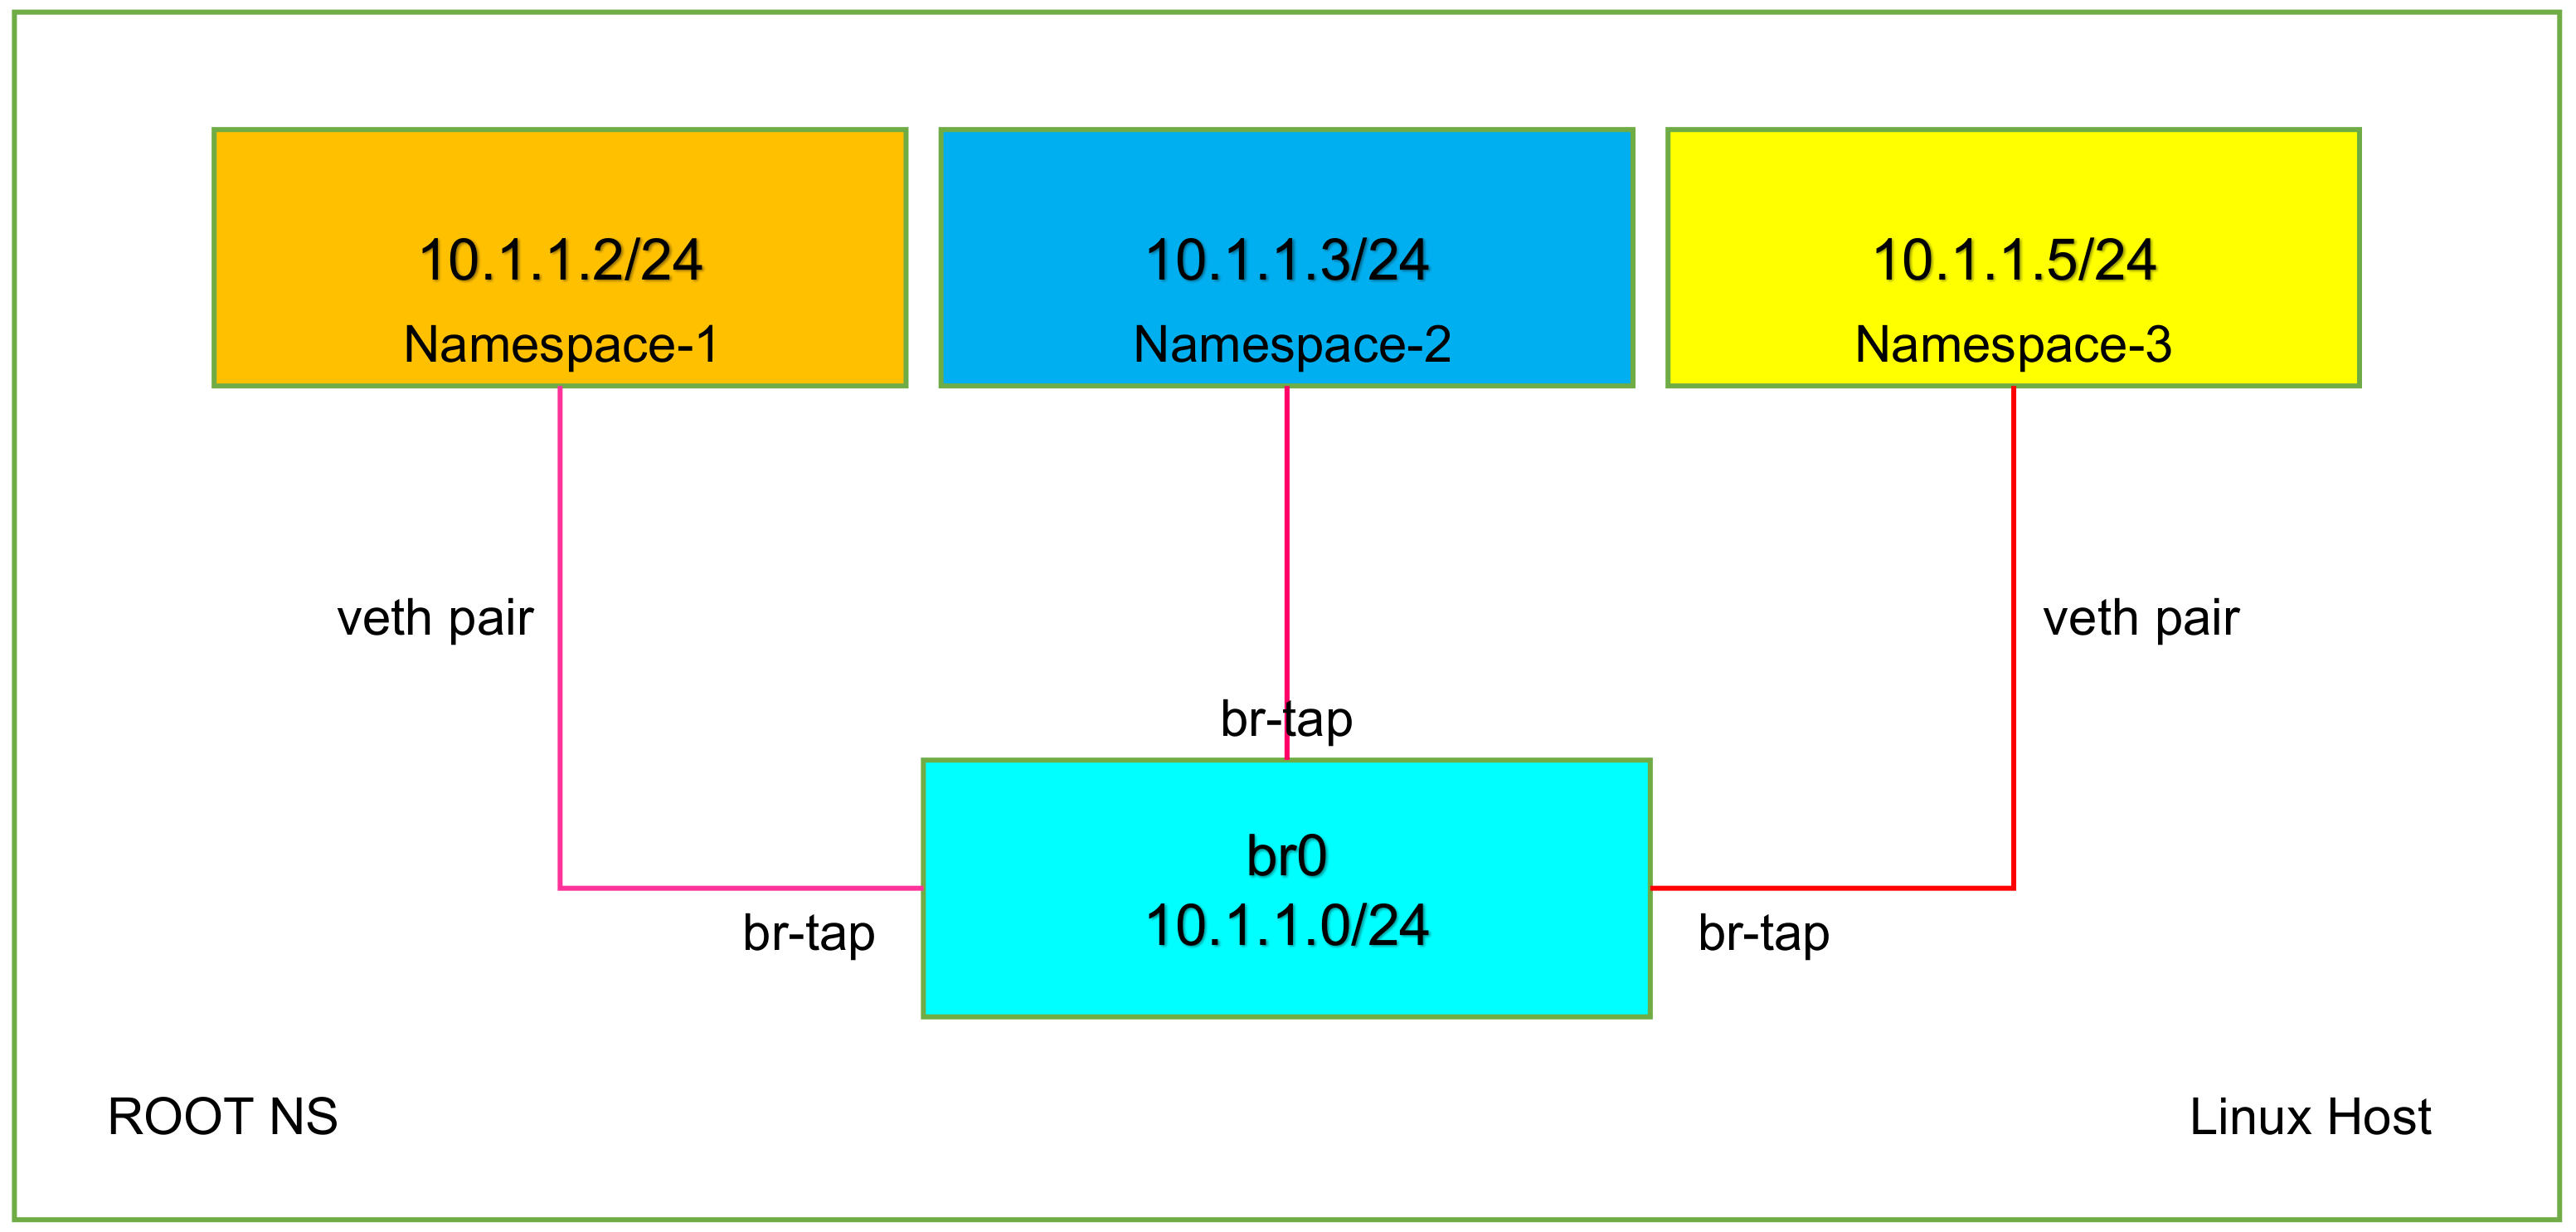 10.1.1.2/24
Namespace-1
10.1.1.3/24
Namespace-2
10.1.1.5/24
Namespace-3
veth pair
veth pair
br-tap
br0
10.1.1.0/24
br-tap
br-tap
ROOT NS
Linux Host